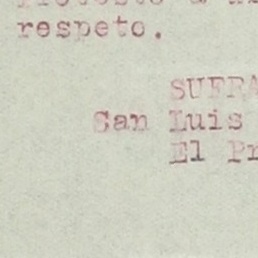 respeto.
SUFRA
San Luis
El Pr